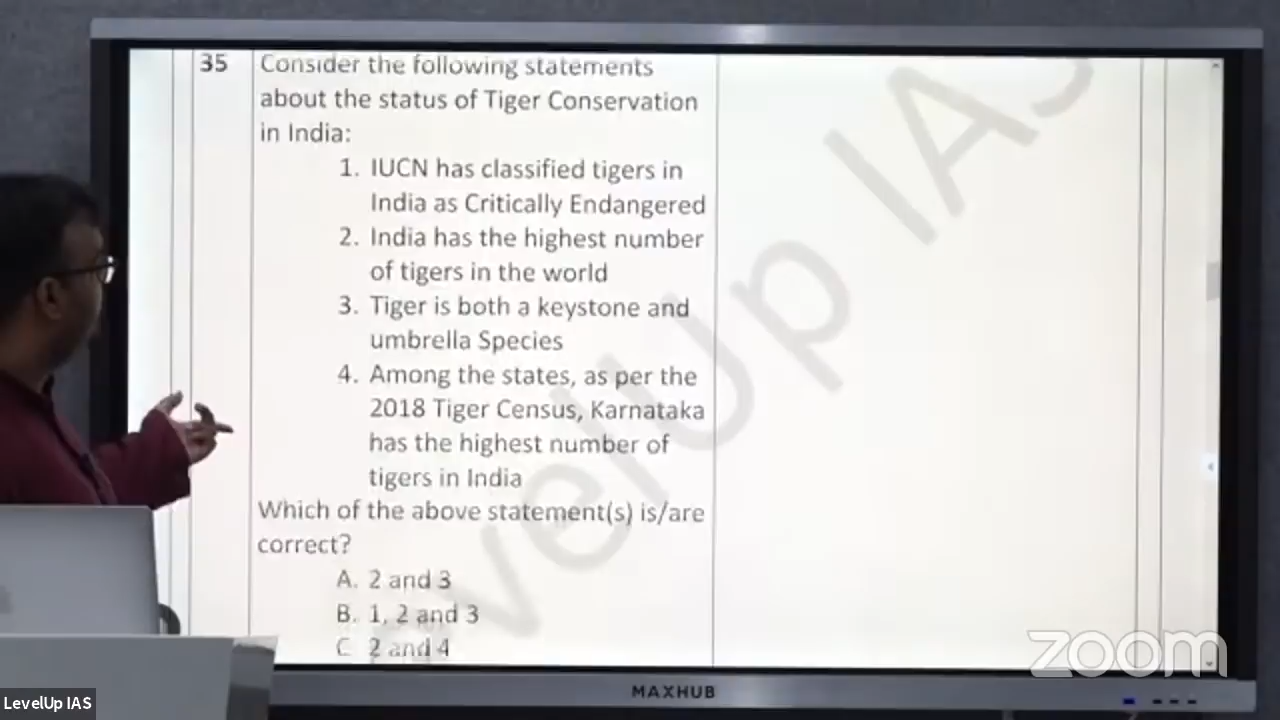 35 Consider the following statements
about the status of Tiger Conservation
in India:
1. IUCN has classified tigers in
India as Critically Endangered
2. India has the highest number
of tigers in the world
3. Tiger is both a keystone and
umbrella Species
4. Among the states, as per the
2018 Tiger Census, Karnataka
has the highest number of
tigers in India
Which of the above statement(s) is/are
correct?
A. 2 and 3
B. 1, 2 and 3
C 2 and 4
LevelUp IAS
zoom
MAXHUB
LevelUp IAS